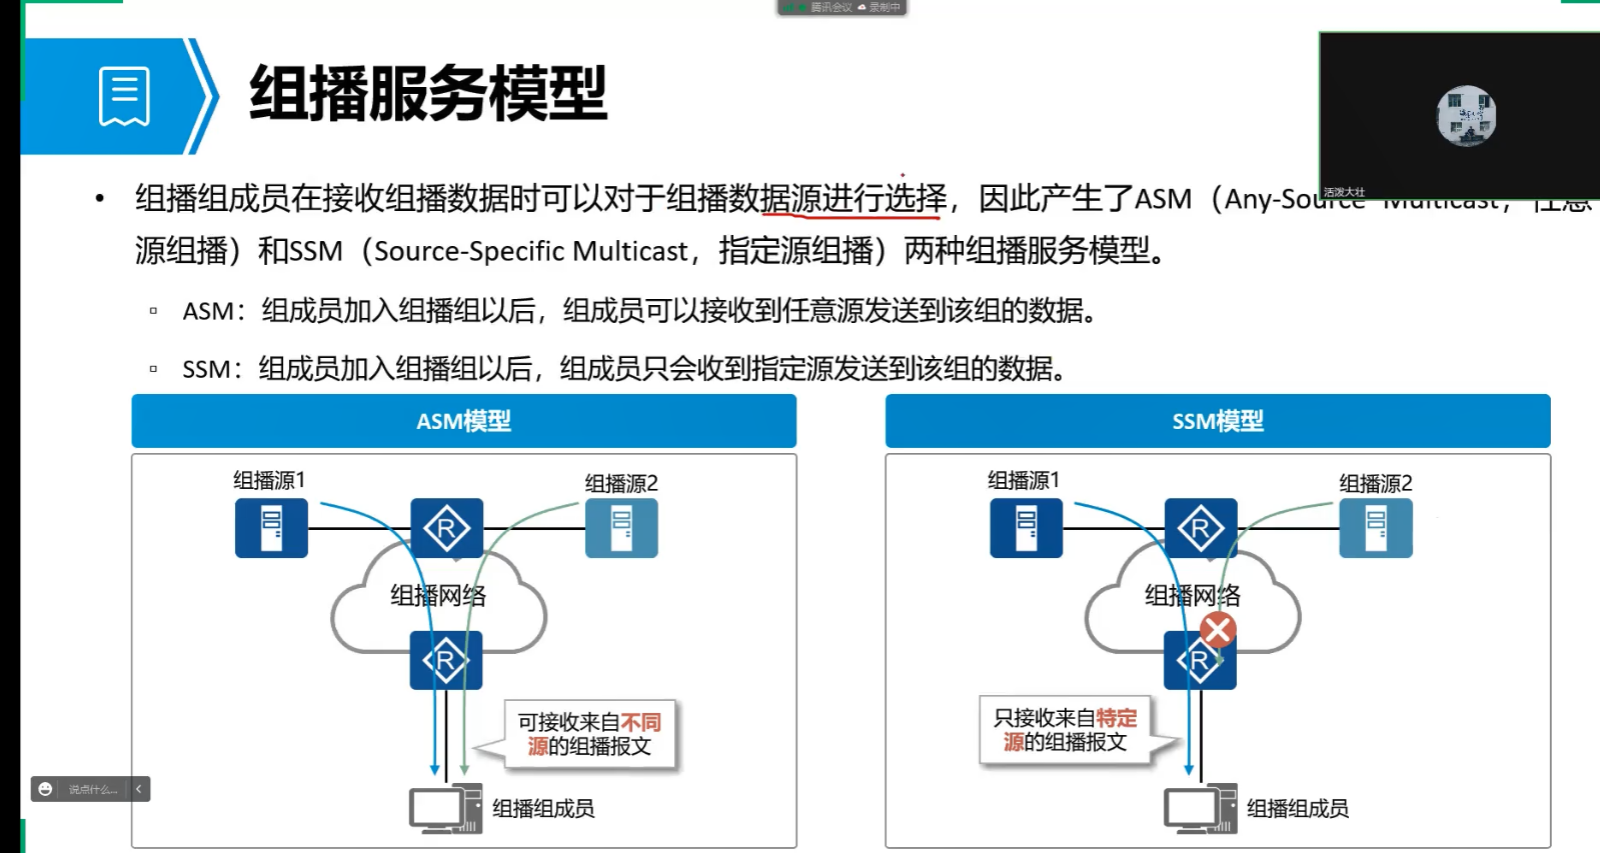 腾讯会议 录制中
组播服务模型
活泼大壮
• 组播组成员在接收组播数据时可以对于组播数据源进行选择，因此产生了ASM（Any-Source Multicast，任意
源组播）和SSM（Source-Specific Multicast，指定源组播）两种组播服务模型。
▫ ASM：组成员加入组播组以后，组成员可以接收到任意源发送到该组的数据。
▫ SSM：组成员加入组播组以后，组成员只会收到指定源发送到该组的数据。
ASM模型
组播源1
组播源2
R
组播网络
R
可接收来自不同
源的组播报文
组播组成员
SSM模型
组播源1
组播源2
R
组播网络
R
只接收来自特定
源的组播报文
组播组成员
说点什么...